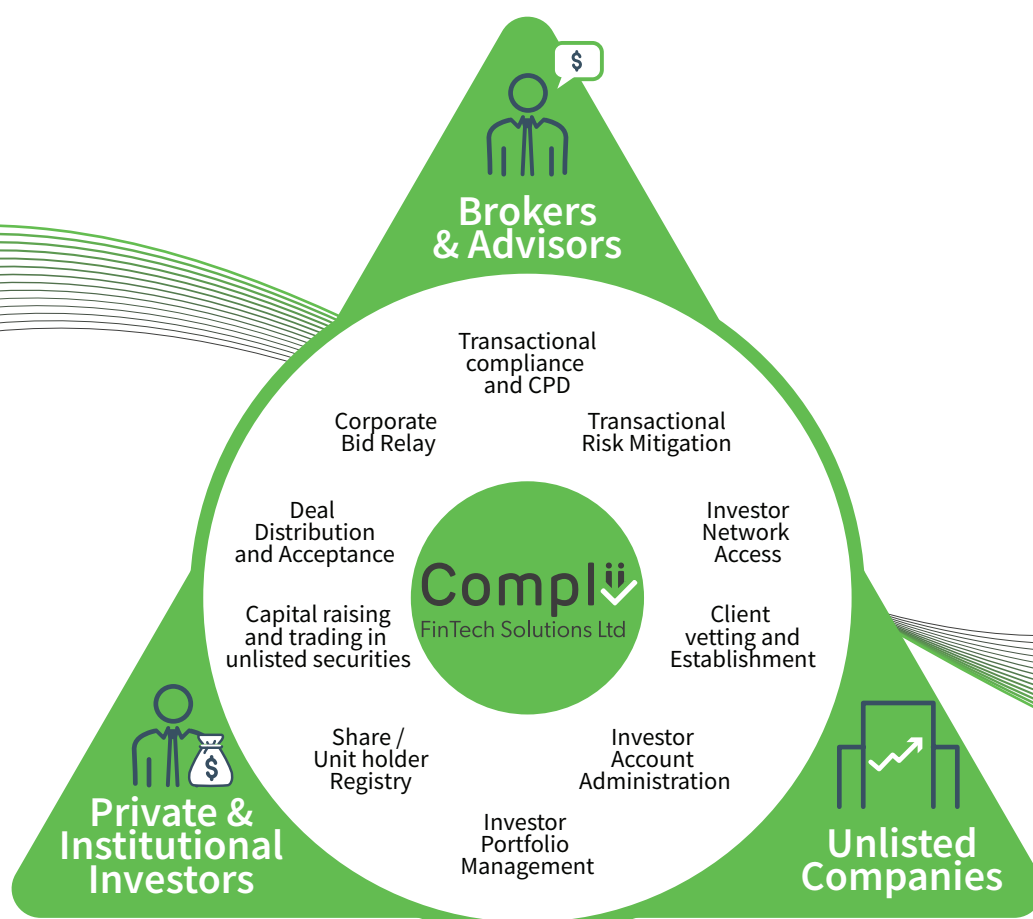 $
Brokers
& Advisors
Transactional
compliance
and CPD
Corporate
Bid Relay
Transactional
Risk Mitigation
Deal
Distribution
and Acceptance
Investor
Network
Access
Complii
FinTech Solutions Ltd
Capital raising
and trading in
unlisted securities
Client
vetting and
Establishment
Share /
Unit holder
Registry
Investor
Account
Administration
Investor
Portfolio
Management
$
Private &
Institutional
Investors
Unlisted
Companies